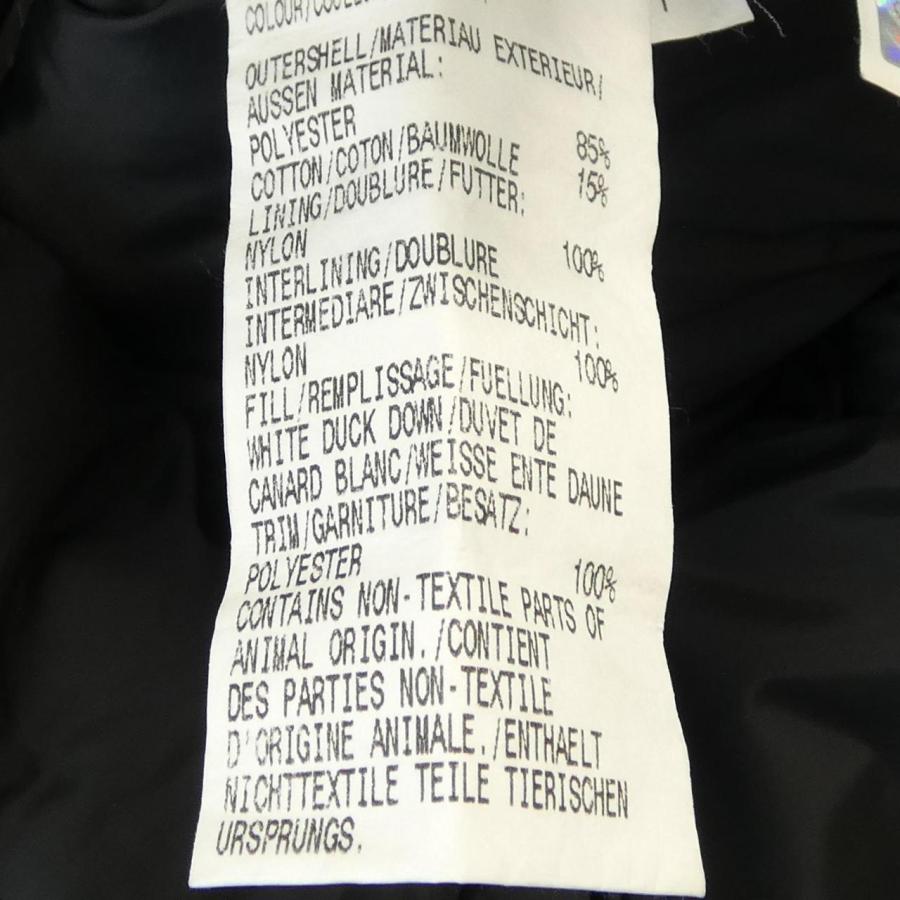 COLOUR/
OUTERSHELL/MATERIAU EXTERIEUR/
AUSSEN MATERIAL:
POLYESTER 85%
COTTON/COTON/BAUMWOLLE 15%
LINING/DOUBLURE/FUTTER:
NYLON 100%
INTERLINING/DOUBLURE
INTERMEDIARE/ZWISCHENSCHICHT:
NYLON 100%
FILL/REMPLISSAGE/FUELLUNG:
WHITE DUCK DOWN/DUVET DE
CANARD BLANC/WEISSE ENTE DAUNE
TRIM/GARNITURE/BESATZ:
POLYESTER 100%
CONTAINS NON-TEXTILE PARTS OF
ANIMAL ORIGIN./CONTIENT
DES PARTIES NON-TEXTILE
D'ORIGINE ANIMALE./ENTHAELT
NICHTTEXTILE TEILE TIERISCHEN
URSPRUNGS.